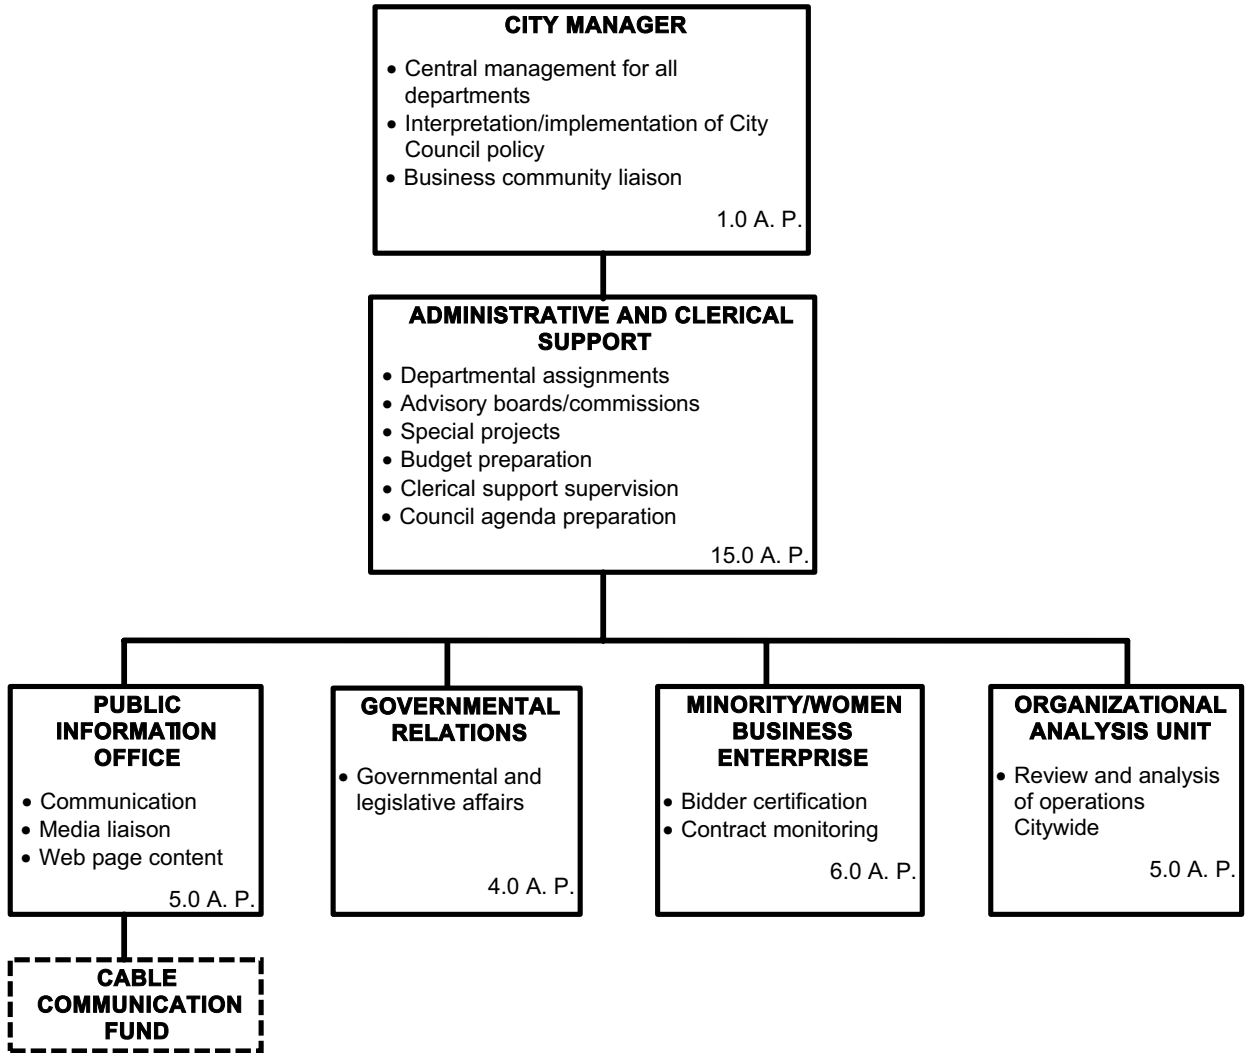 CITY MANAGER
• Central management for all
departments
• Interpretation/implementation of City
Council policy
• Business community liaison
1.0 A. P.
ADMINISTRATIVE AND CLERICAL
SUPPORT
• Departmental assignments
• Advisory boards/commissions
• Special projects
• Budget preparation
• Clerical support supervision
• Council agenda preparation
15.0 A. P.
PUBLIC
INFORMATION
OFFICE
• Communication
• Media liaison
• Web page content
5.0 A. P.
GOVERNMENTAL
RELATIONS
• Governmental and
legislative affairs
4.0 A. P.
MINORITY/WOMEN
BUSINESS
ENTERPRISE
• Bidder certification
• Contract monitoring
6.0 A. P.
ORGANIZATIONAL
ANALYSIS UNIT
• Review and analysis
of operations
Citywide
5.0 A. P.
CABLE
COMMUNICATION
FUND